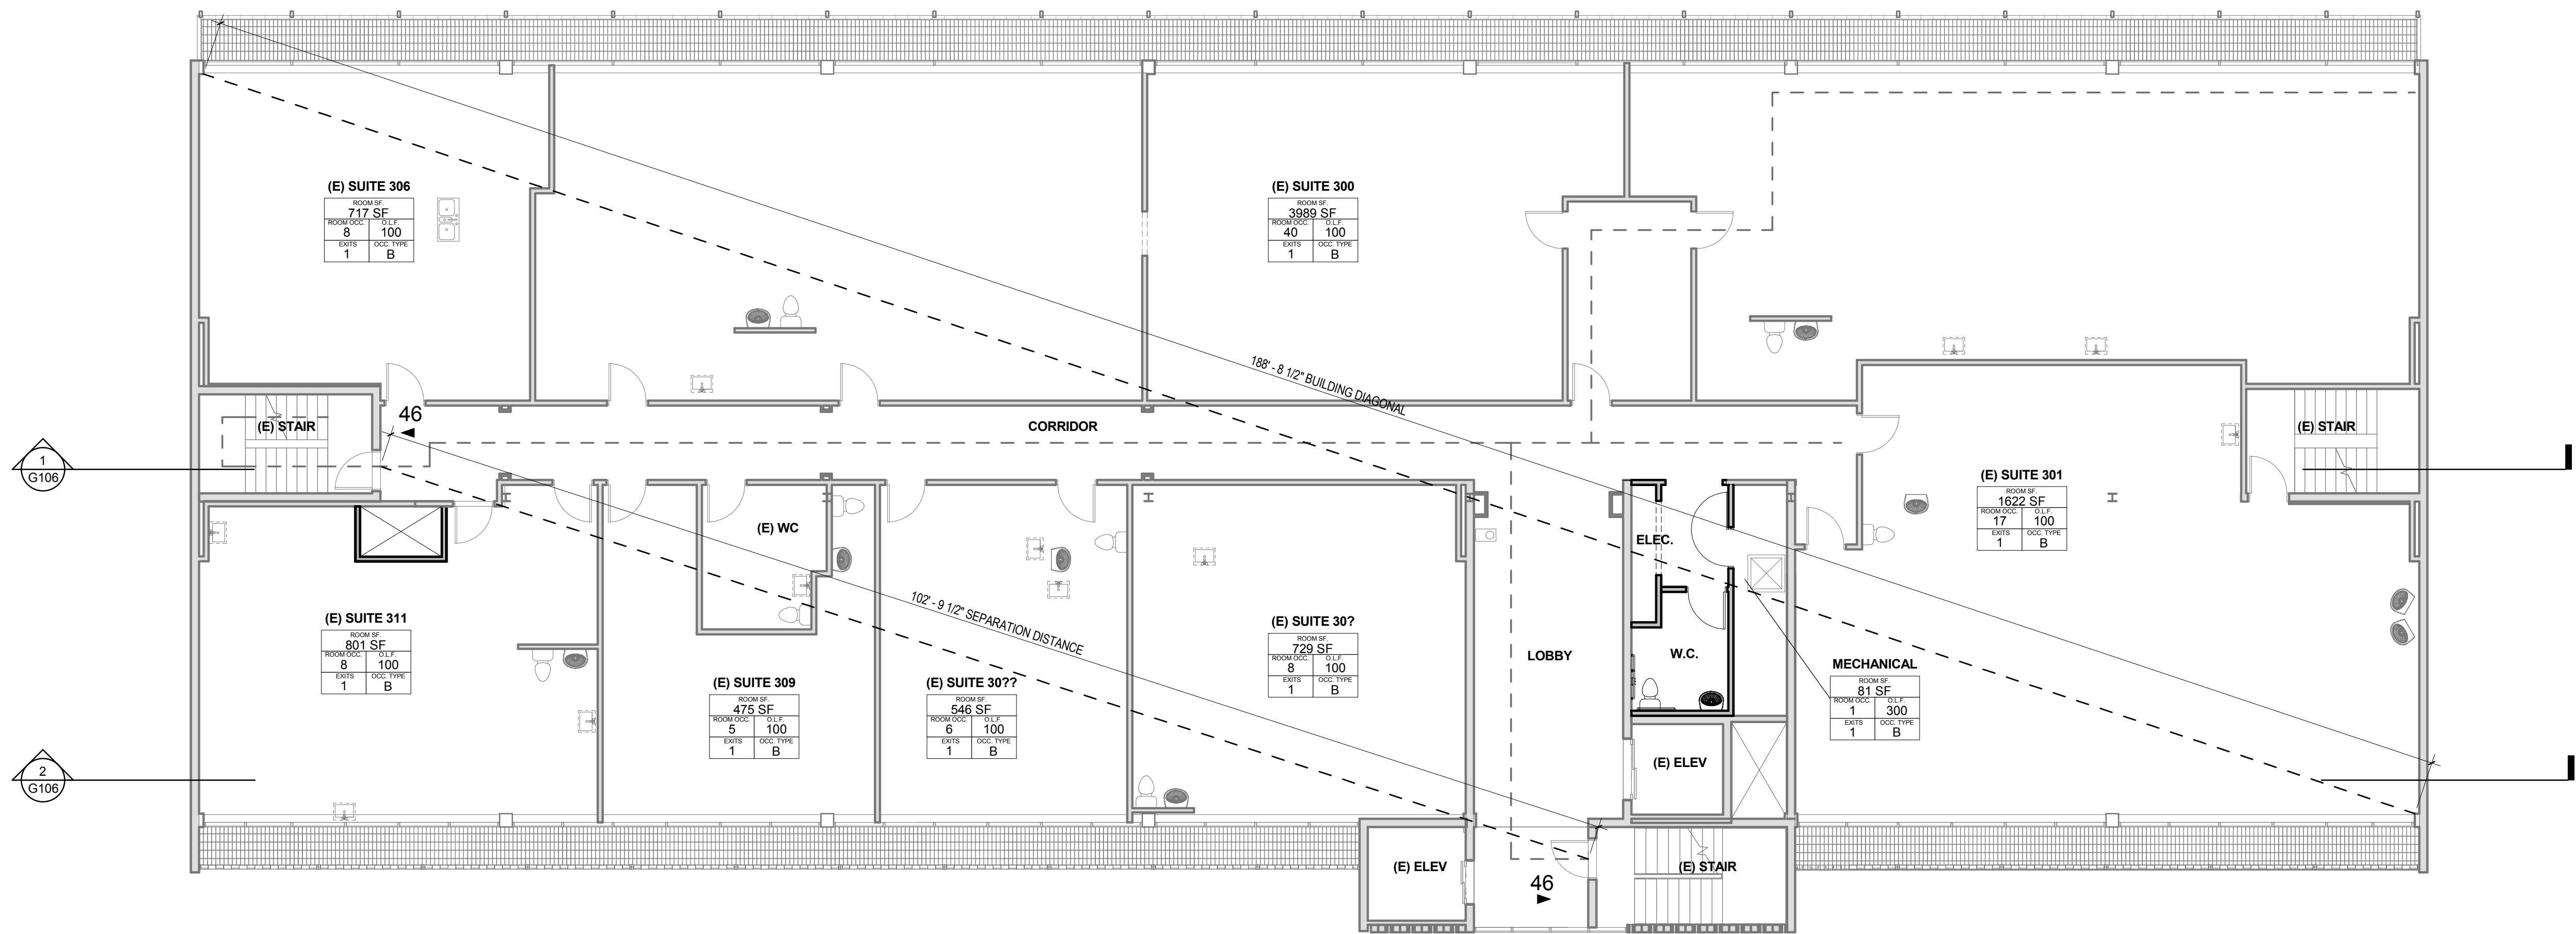 (E) SUITE 306
ROOM SF.
717 SF
ROOM OCC. O.L.F.
8 100
EXITS OCC. TYPE
1 B
(E) SUITE 300
ROOM SF.
3989 SF
ROOM OCC. O.L.F.
40 100
EXITS OCC. TYPE
1 B
188' - 8 1/2" BUILDING DIAGONAL
46
(E) STAIR
CORRIDOR
(E) STAIR
1
G106
(E) SUITE 301
ROOM SF.
1622 SF
ROOM OCC. O.L.F.
17 100
EXITS OCC. TYPE
1 B
(E) WC
ELEC.
102' - 9 1/2" SEPARATION DISTANCE
(E) SUITE 311
ROOM SF.
801 SF
ROOM OCC. O.L.F.
8 100
EXITS OCC. TYPE
1 B
(E) SUITE 30?
ROOM SF.
729 SF
ROOM OCC. O.L.F.
8 100
EXITS OCC. TYPE
1 B
LOBBY
W.C.
MECHANICAL
ROOM SF.
81 SF
ROOM OCC. O.L.F.
1 300
EXITS OCC. TYPE
1 B
(E) SUITE 309
ROOM SF.
475 SF
ROOM OCC. O.L.F.
5 100
EXITS OCC. TYPE
1 B
(E) SUITE 30??
ROOM SF.
546 SF
ROOM OCC. O.L.F.
6 100
EXITS OCC. TYPE
1 B
2
G106
(E) ELEV
(E) ELEV
46
(E) STAIR